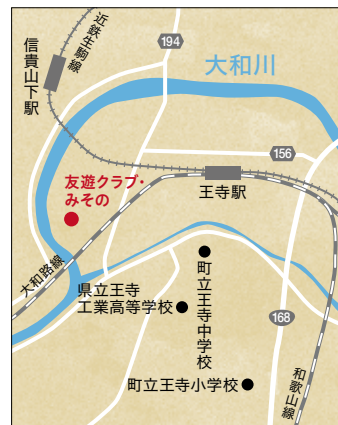 近鉄生駒線
194
信貴山下駅
大和川
156
友遊クラブ・
みその
王寺駅
大和路線
県立王寺
工業高等学校
町立王寺中学校
168
町立王寺小学校
和歌山線